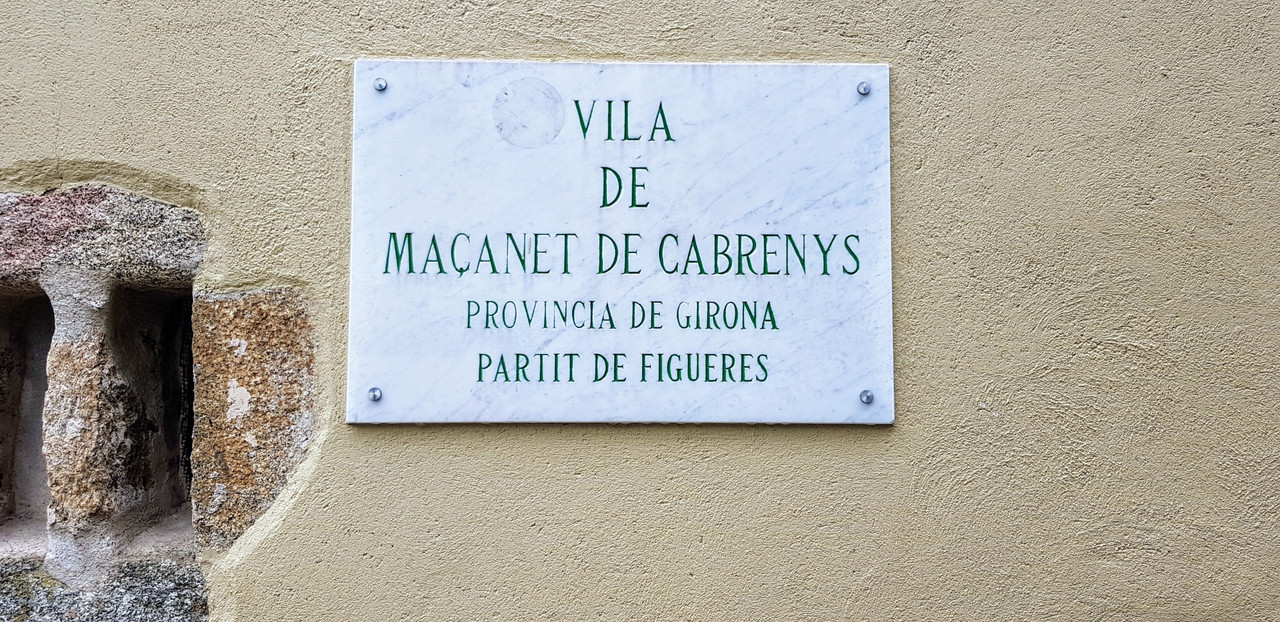 VILA
DE
MAÇANET DE CABRENYS
PROVINCIA DE GIRONA
PARTIT DE FIGUERES